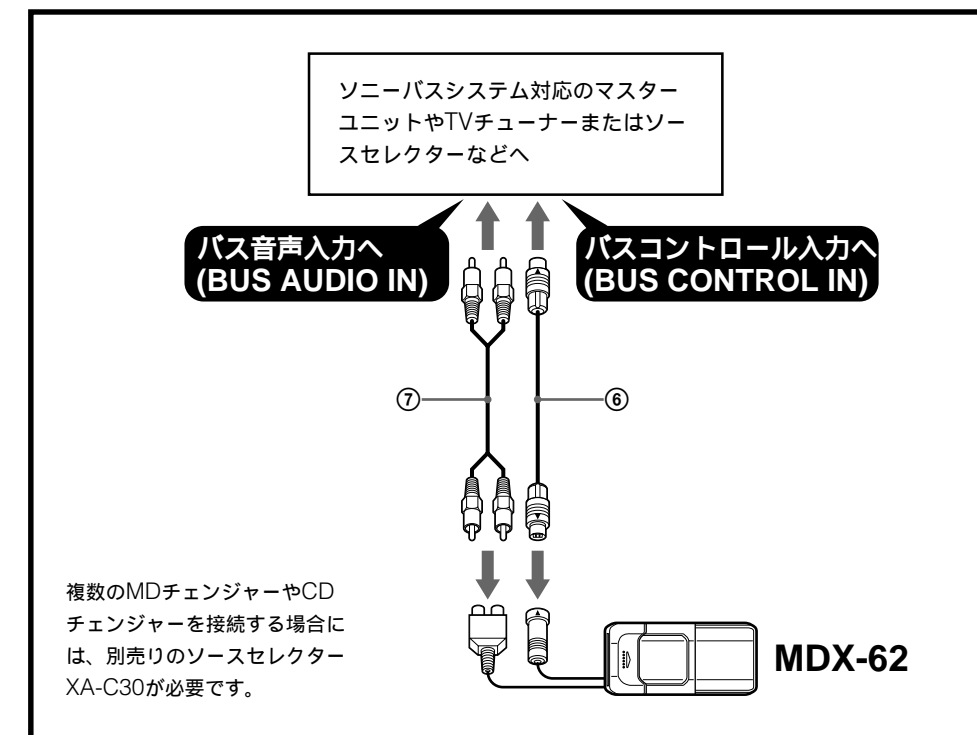 ソニーバスシステム対応のマスター
ユニットやTVチューナーまたはソー
スセレクターなどへ
バス音声入力へ
(BUS AUDIO IN)
バスコントロール入力へ
(BUS CONTROL IN)
⑦
⑥
複数のMDチェンジャーやCD
チェンジャーを接続する場合に
は、別売りのソースセレクター
XA-C30が必要です。
MDX-62